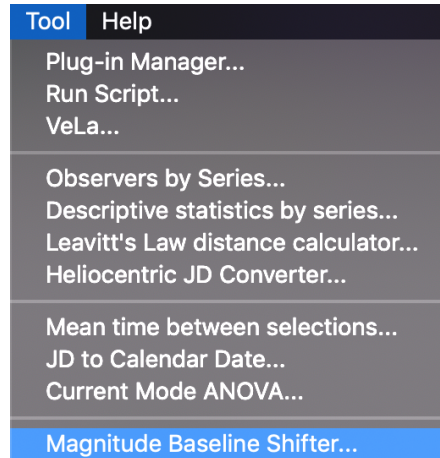 Tool Help
Plug-in Manager...
Run Script...
VeLa...
Observers by Series...
Descriptive statistics by series...
Leavitt's Law distance calculator...
Heliocentric JD Converter...
Mean time between selections...
JD to Calendar Date...
Current Mode ANOVA...
Magnitude Baseline Shifter...